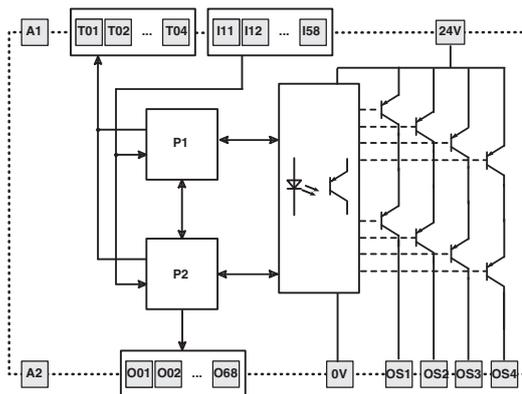 A1 T01 T02 ... T04 I11 I12 ... I58 24V
P1
P2
A2 O01 O02 ... O68 0V OS1 OS2 OS3 OS4